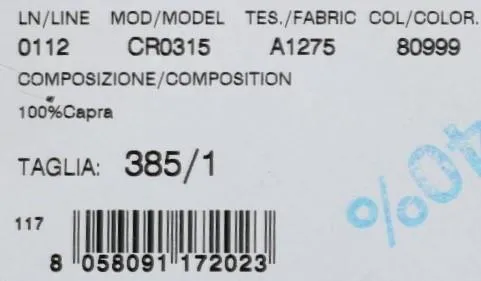 LN/LINE MOD/MODEL TES./FABRIC COL/COLOR.
0112 CR0315 A1275 80999
COMPOSIZIONE/COMPOSITION
100%Capra
TAGLIA: 385/1
40%
117
8 058091 172023